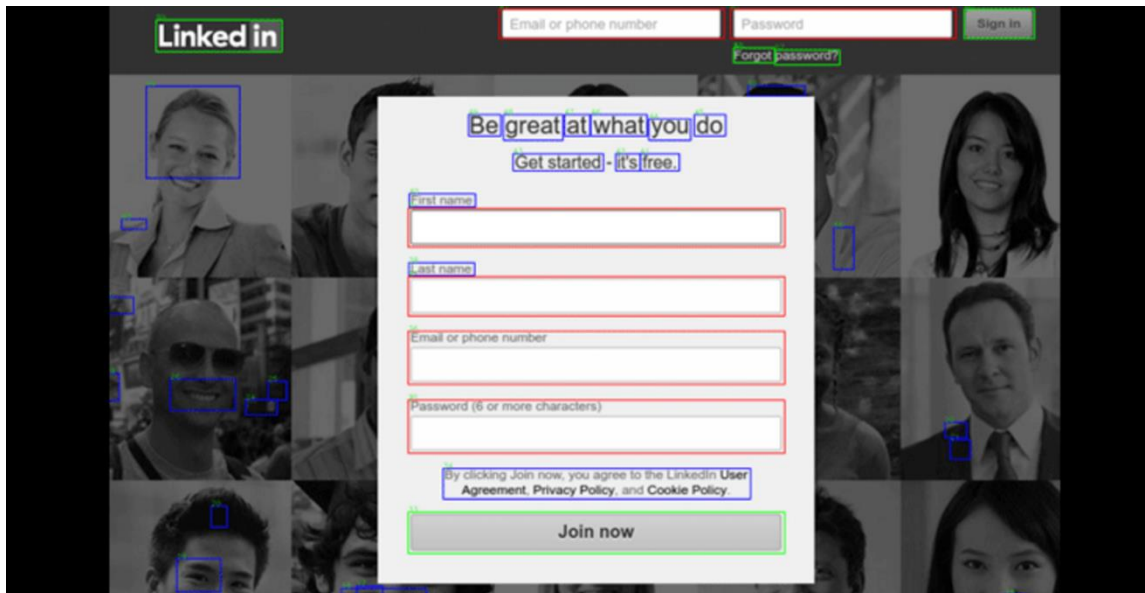 Linked in
Email or phone number
Password
Sign in
Forgot password?
Be great at what you do
Get started - it's free.
First name
Last name
Email or phone number
Password (6 or more characters)
By clicking Join now, you agree to the LinkedIn User
Agreement, Privacy Policy, and Cookie Policy.
Join now